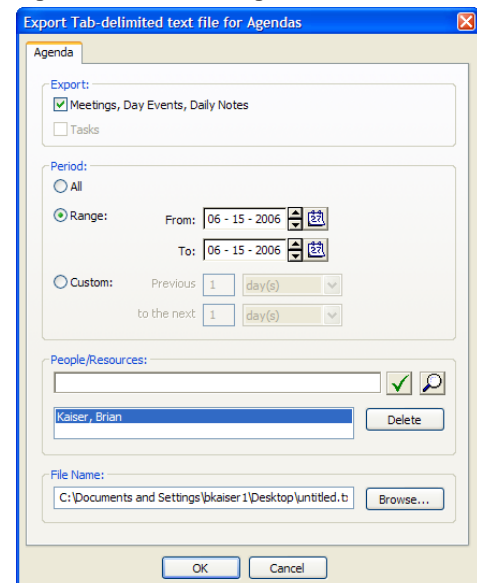 Export Tab-delimited text file for Agendas
Agenda
Export:
Meetings, Day Events, Daily Notes
Tasks
Period:
All
Range: From: 06 - 15 - 2006
To: 06 - 15 - 2006
Custom: Previous 1 day(s)
to the next 1 day(s)
People/Resources:
Kaiser, Brian
Delete
File Name:
C:\Documents and Settings\bkaiser1\Desktop\untitled.t
Browse...
OK Cancel